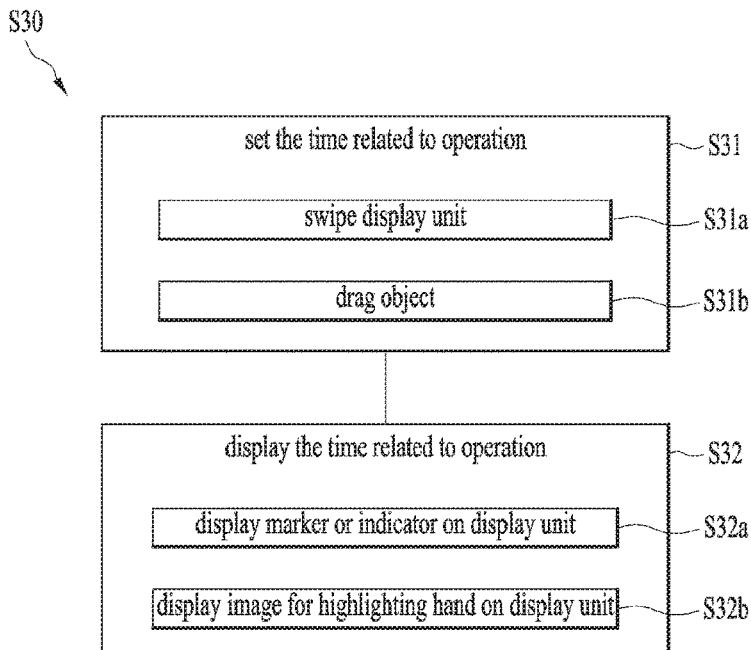 S30
set the time related to operation
S31
swipe display unit
S31a
drag object
S31b
display the time related to operation
S32
display marker or indicator on display unit
S32a
display image for highlighting hand on display unit
S32b